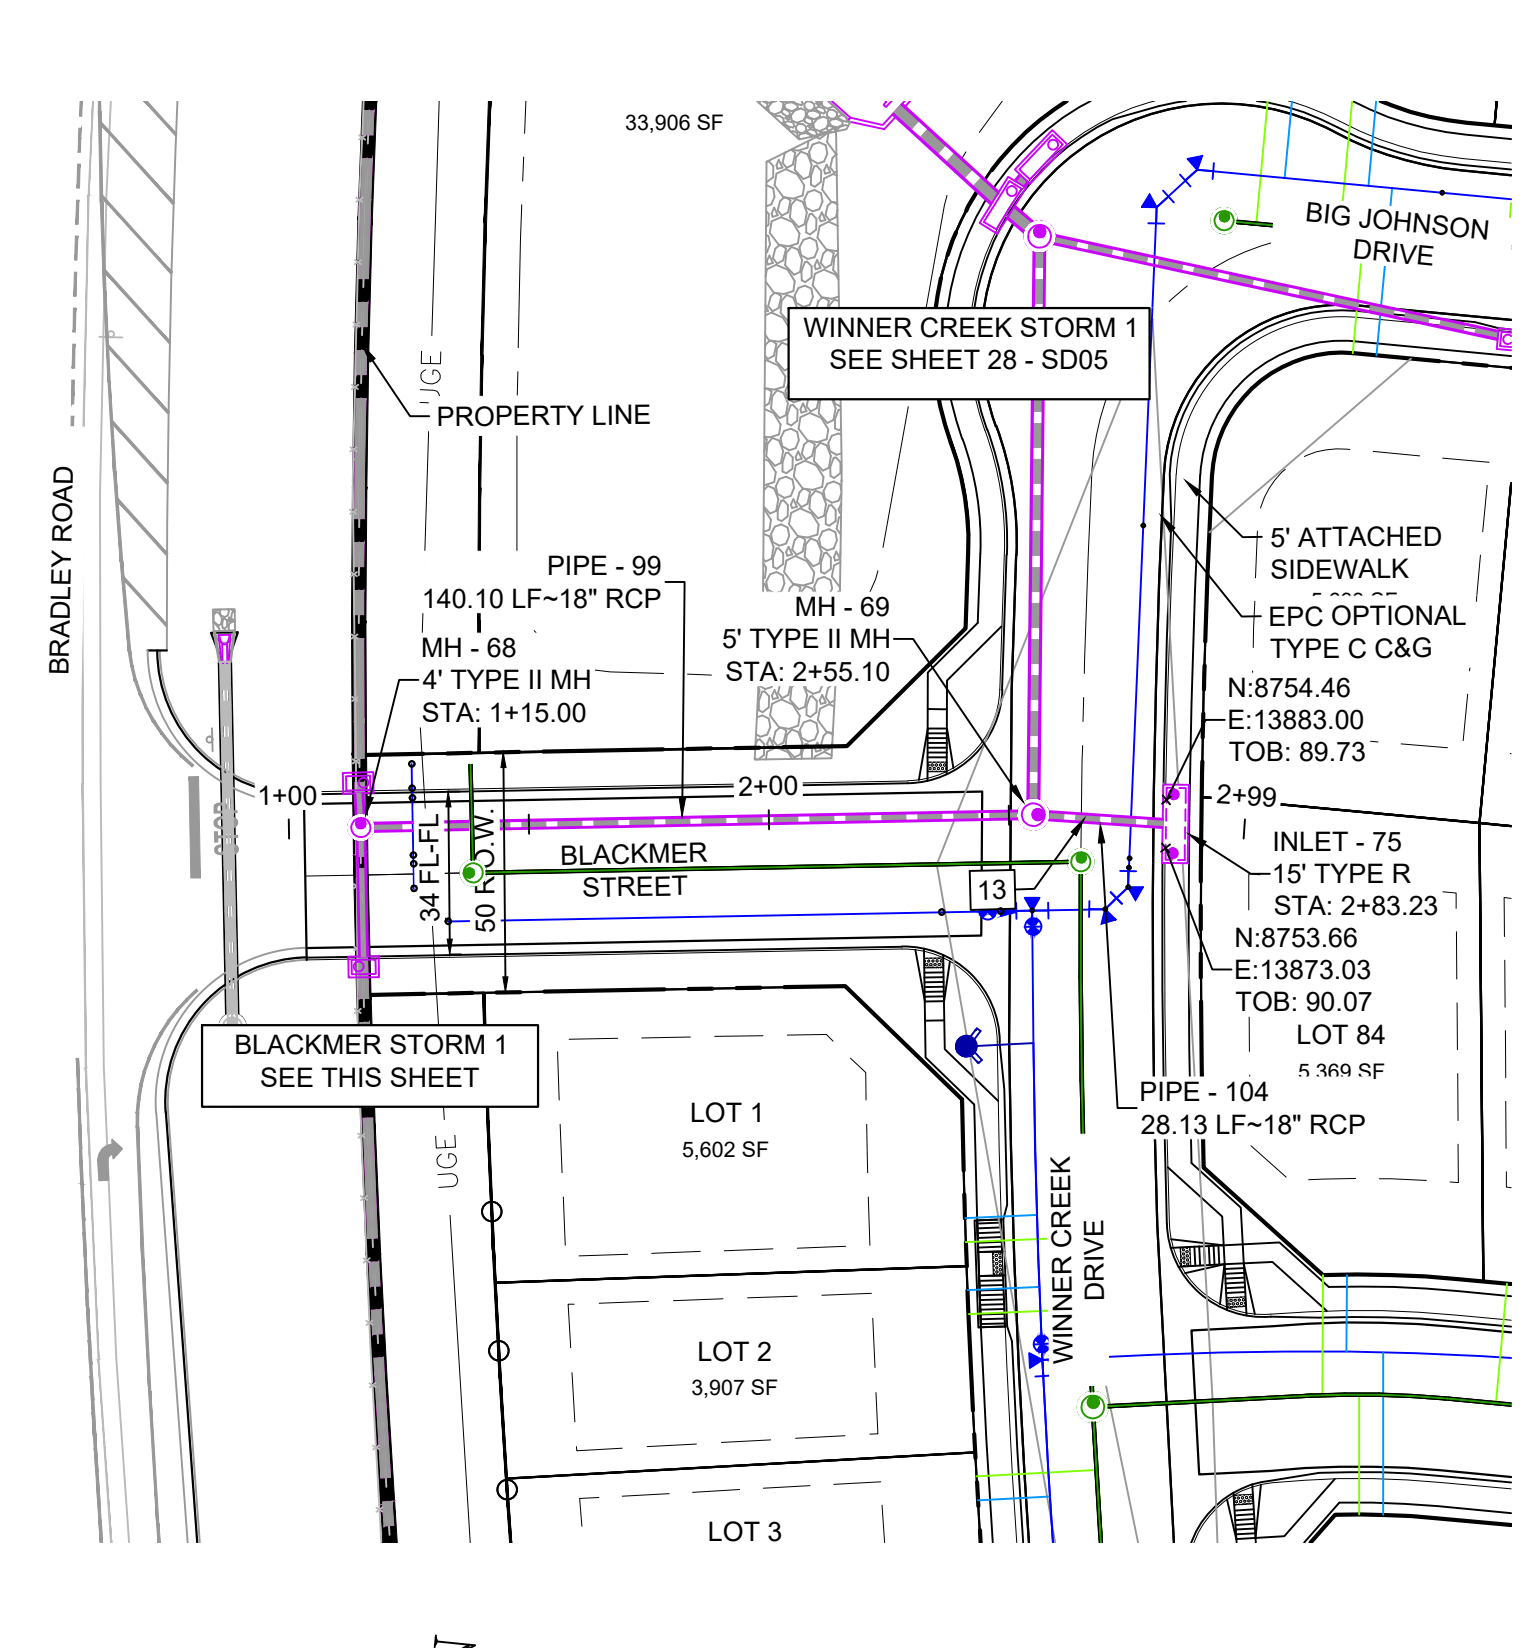 33,906 SF
BIG JOHNSON
DRIVE
WINNER CREEK STORM 1
SEE SHEET 28 - SD05
UGE
PROPERTY LINE
BRADLEY ROAD
5' ATTACHED
SIDEWALK
EPC OPTIONAL
TYPE C C&G
PIPE - 99
140.10 LF~18" RCP
MH - 69
5' TYPE II MH
STA: 2+55.10
MH - 68
4' TYPE II MH
STA: 1+15.00
N:8754.46
E:13883.00
TOB: 89.73
1+00
2+00
2+99
STOP
34 FL-FL
50 R.O.W.
BLACKMER
STREET
13
INLET - 75
15' TYPE R
STA: 2+83.23
N:8753.66
E:13873.03
TOB: 90.07
LOT 84
5,369 SF
BLACKMER STORM 1
SEE THIS SHEET
PIPE - 104
28.13 LF~18" RCP
LOT 1
5,602 SF
UGE
WINNER CREEK
DRIVE
LOT 2
3,907 SF
LOT 3